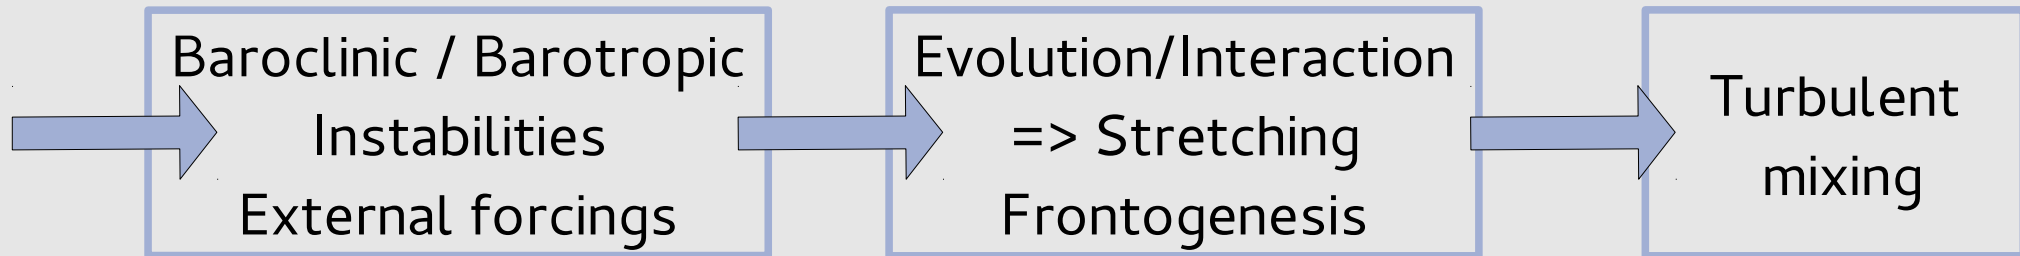 Baroclinic / Barotropic
Instabilities
External forcings
Evolution/Interaction
=> Stretching
Frontogenesis
Turbulent
mixing